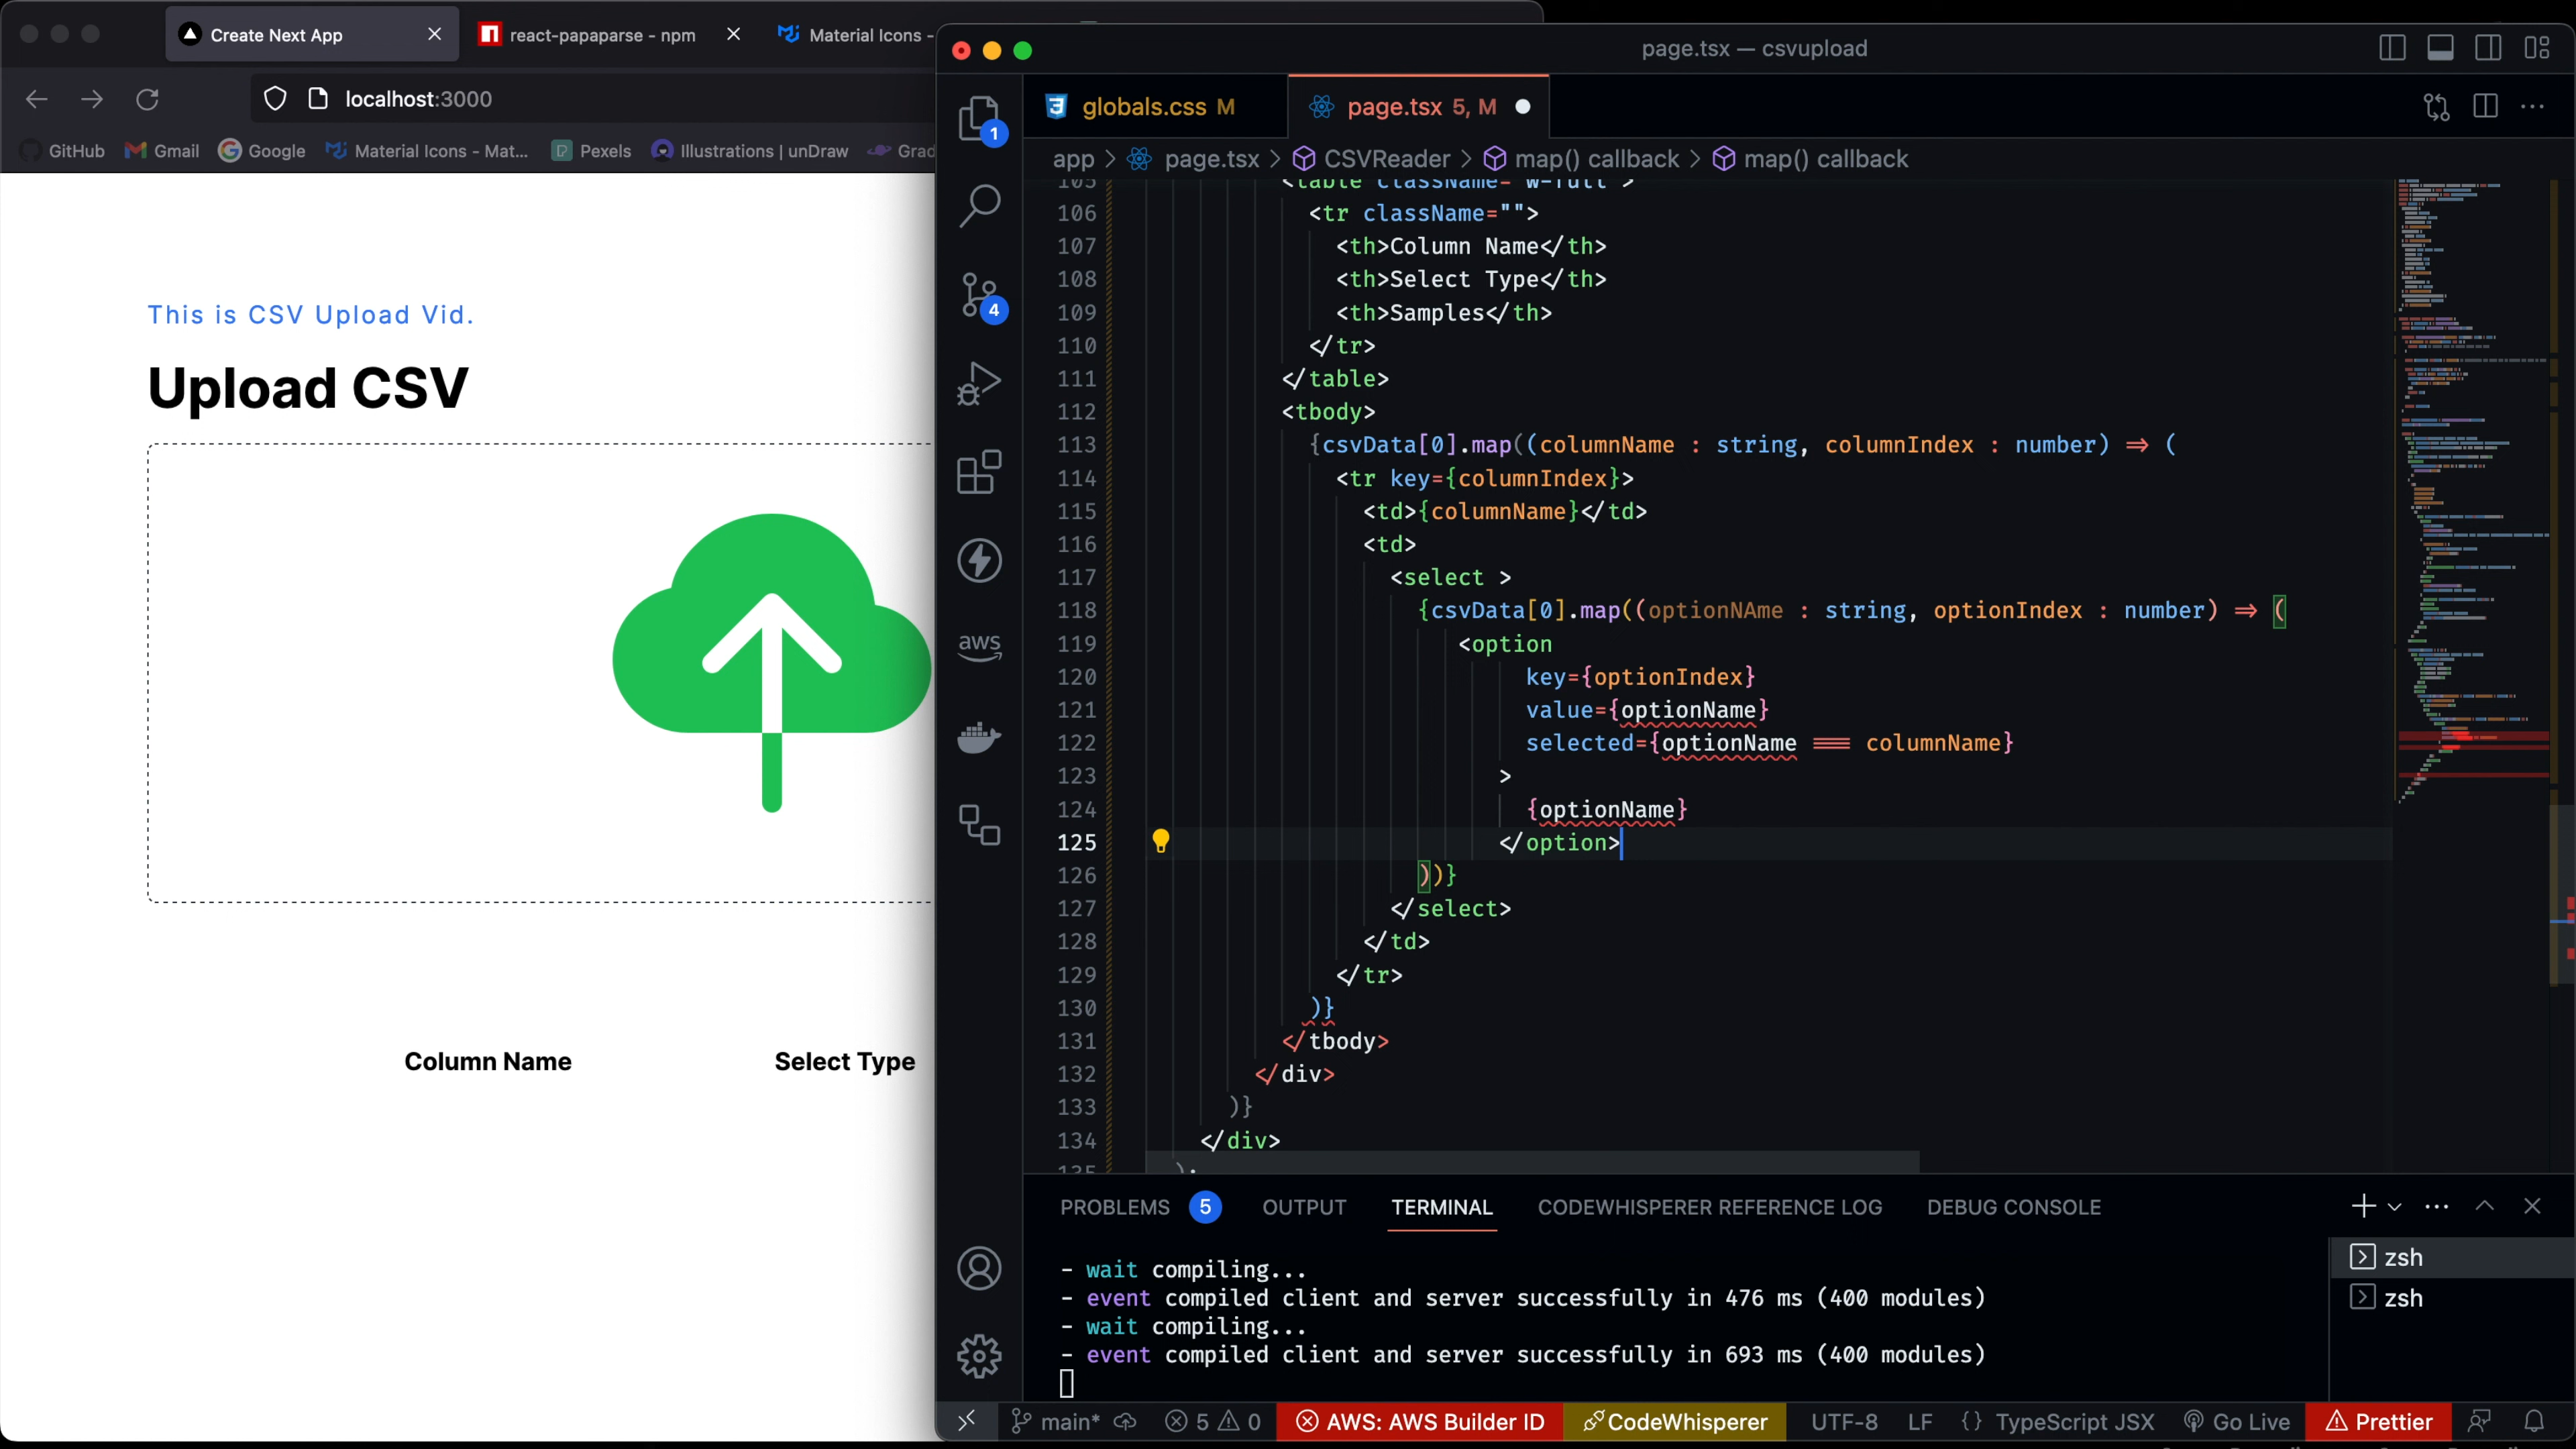 Create Next App
react-papaparse - npm
Material Icons -
localhost:3000
GitHub
Gmail
Google
Material Icons - Mat...
Pexels
Illustrations | unDraw
Grad
This is CSV Upload Vid.
Upload CSV
Column Name
Select Type
page.tsx — csvupload
globals.css M
page.tsx 5, M
app > page.tsx > CSVReader > map() callback > map() callback
1
4
aws
105 <table className="w-full">
106 <tr className="">
107 <th>Column Name</th>
108 <th>Select Type</th>
109 <th>Samples</th>
110 </tr>
111 </table>
112 <tbody>
113 {csvData[0].map((columnName : string, columnIndex : number) => (
114 <tr key={columnIndex}>
115 <td>{columnName}</td>
116 <td>
117 <select >
118 {csvData[0].map((optionNAme : string, optionIndex : number) => (
119 <option
120 key={optionIndex}
121 value={optionName}
122 selected={optionName === columnName}
123 >
124 {optionName}
125 </option>
126 ))}
127 </select>
128 </td>
129 </tr>
130 )}
131 </tbody>
132 </div>
133 )}
134 </div>
135 );
PROBLEMS 5 OUTPUT TERMINAL CODEWHISPERER REFERENCE LOG DEBUG CONSOLE
- wait compiling...
- event compiled client and server successfully in 476 ms (400 modules)
- wait compiling...
- event compiled client and server successfully in 693 ms (400 modules)
zsh
zsh
main* 5 0 AWS: AWS Builder ID CodeWhisperer UTF-8 LF {} TypeScript JSX Go Live Prettier